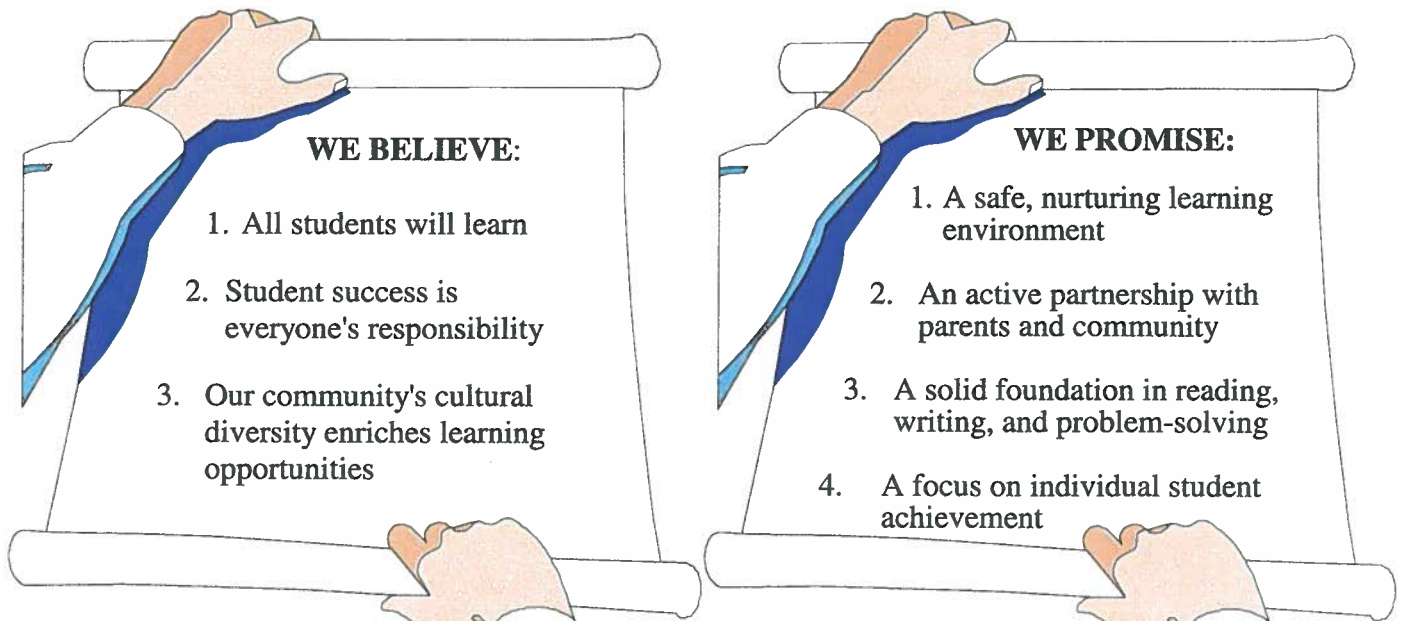 WE BELIEVE:
1. All students will learn
2. Student success is
everyone's responsibility
3. Our community's cultural
diversity enriches learning
opportunities
WE PROMISE:
1. A safe, nurturing learning
environment
2. An active partnership with
parents and community
3. A solid foundation in reading,
writing, and problem-solving
4. A focus on individual student
achievement